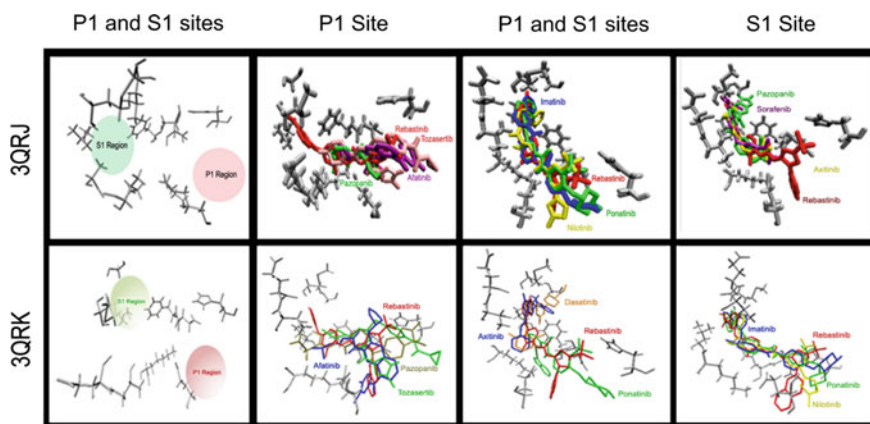 P1 and S1 sites
P1 Site
P1 and S1 sites
S1 Site
3QRJ
S1 Region
P1 Region
Rebastinib
Tozasertib
Pazopanib
Afatinib
Imatinib
Rebastinib
Ponatinib
Nilotinib
Pazopanib
Sorafenib
Axitinib
Rebastinib
3QRK
S1 Region
P1 Region
Rebastinib
Afatinib
Pazopanib
Tozasertib
Dasatinib
Axitinib
Rebastinib
Ponatinib
Imatinib
Rebastinib
Ponatinib
Nilotinib